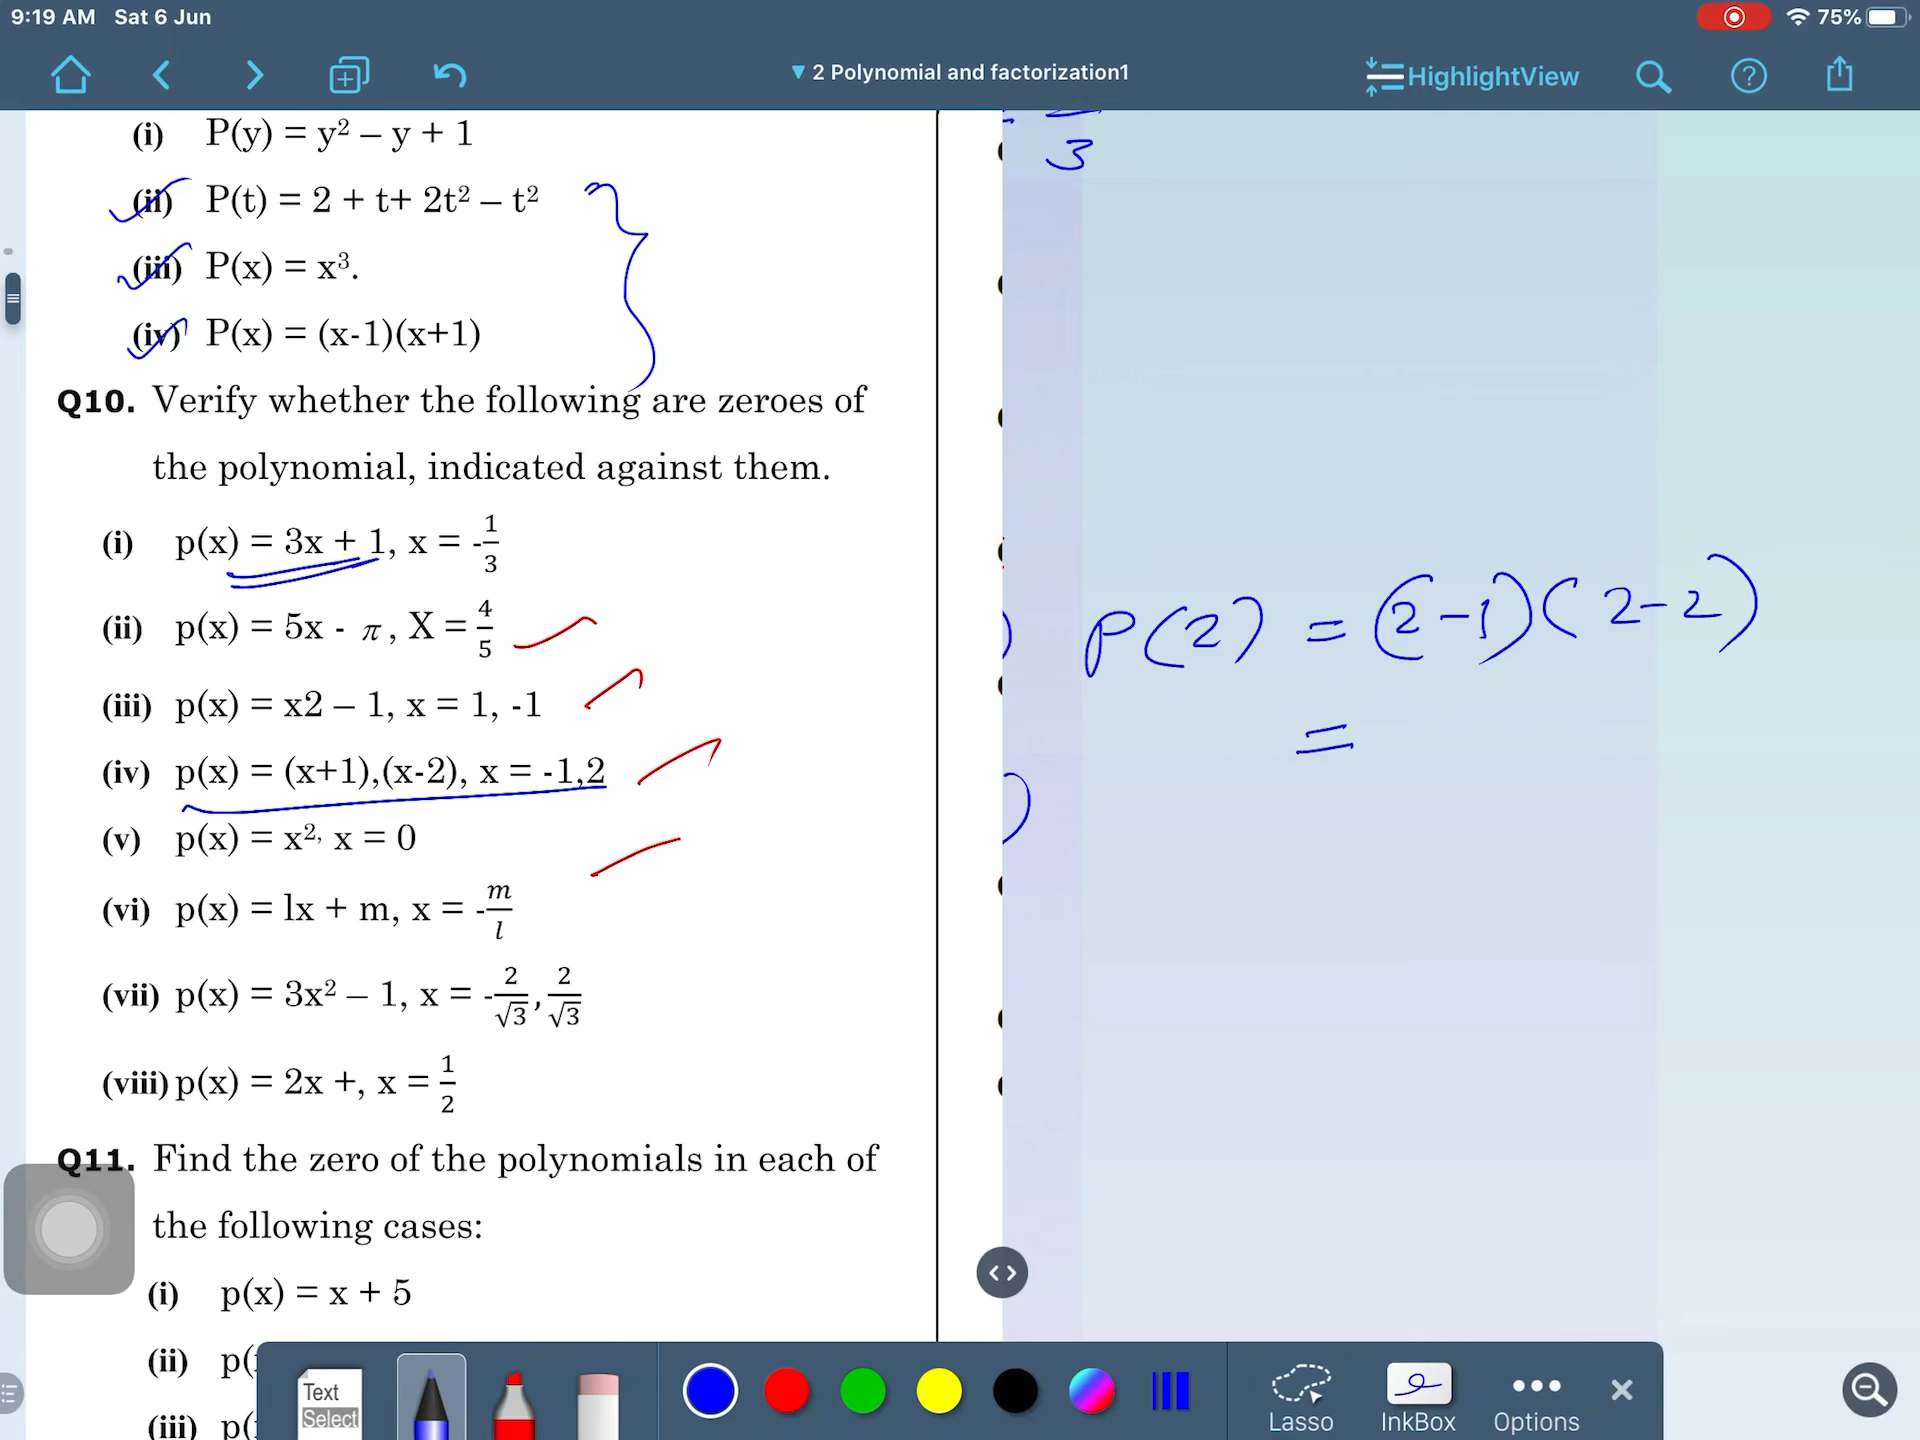 9:19 AM Sat 6 Jun
75%
▼ 2 Polynomial and factorization1
HighlightView
(i) P(y) = y² – y + 1
(ii) P(t) = 2 + t+ 2t² – t²
(iii) P(x) = x³.
(iv) P(x) = (x-1)(x+1)
Q10. Verify whether the following are zeroes of
the polynomial, indicated against them.
(i) p(x) = 3x + 1, x = -1/3
(ii) p(x) = 5x - π, X = 4/5
(iii) p(x) = x2 – 1, x = 1, -1
(iv) p(x) = (x+1),(x-2), x = -1,2
(v) p(x) = x², x = 0
(vi) p(x) = lx + m, x = -m/l
(vii) p(x) = 3x² – 1, x = -2/√3, 2/√3
(viii) p(x) = 2x +, x = 1/2
Q11. Find the zero of the polynomials in each of
the following cases:
(i) p(x) = x + 5
(ii) p(
(iii) p(
3
P(2) = (2-1)(2-2)
=
Text
Select
Lasso
InkBox
Options